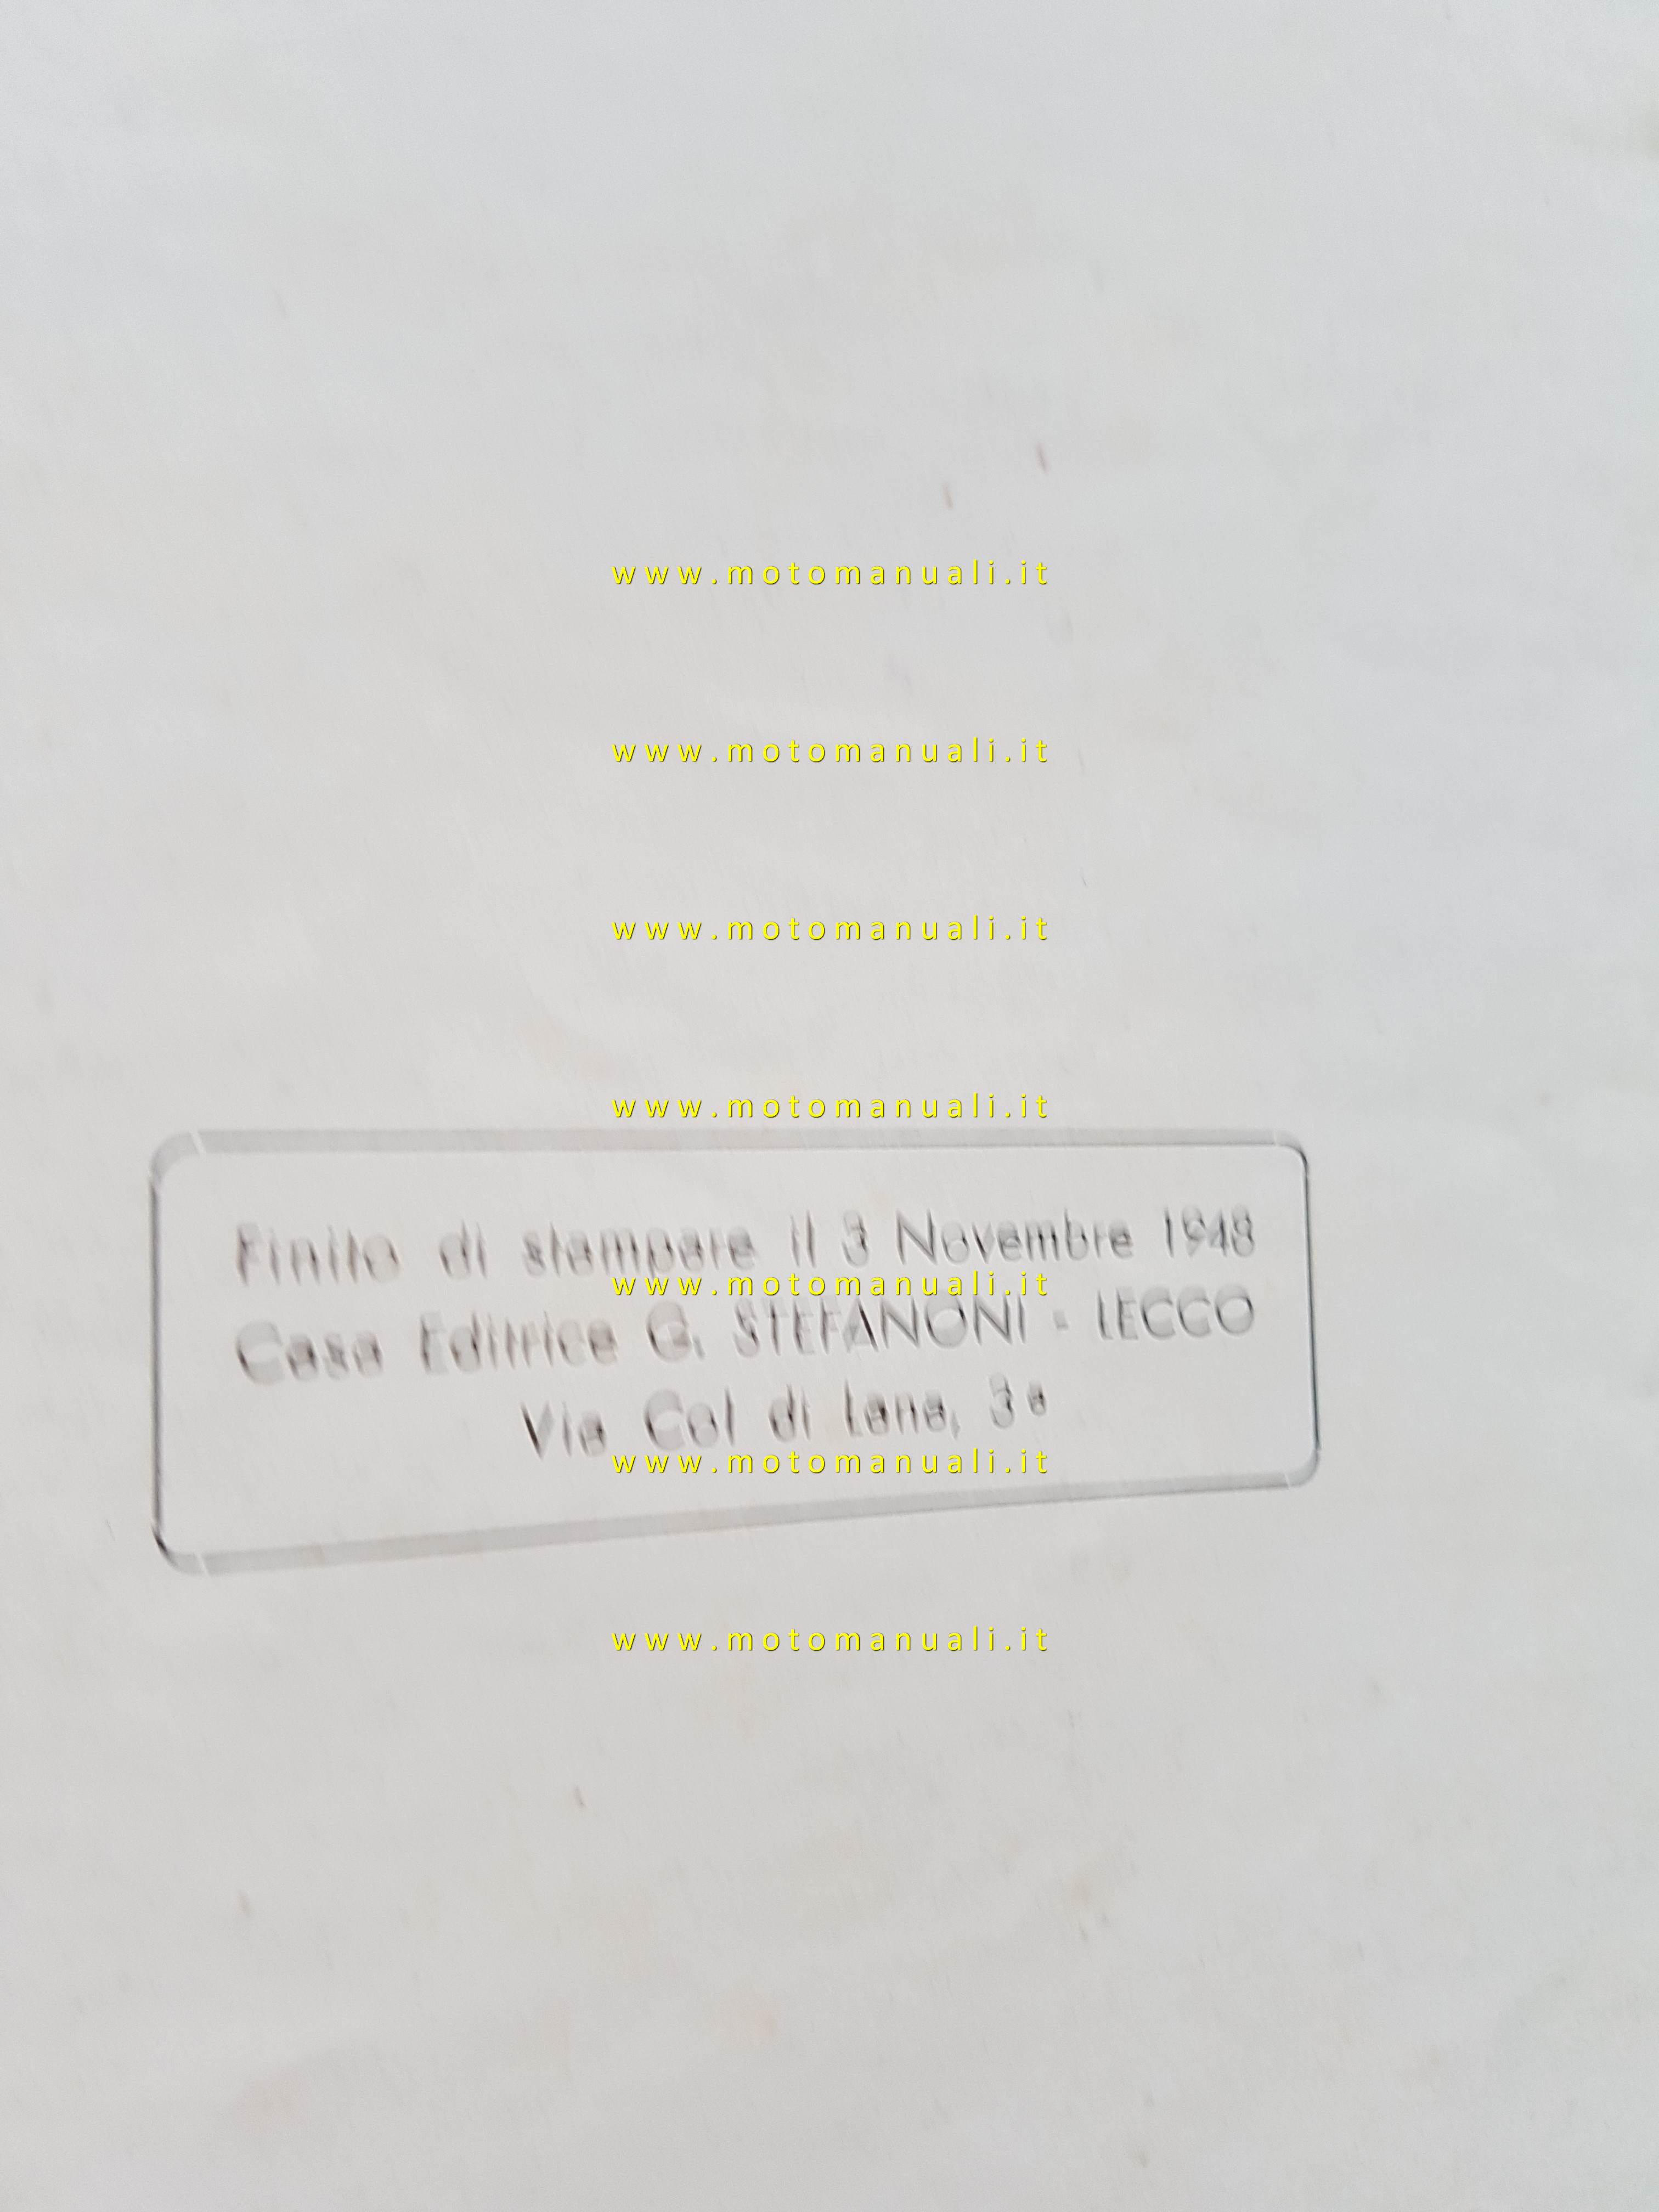 www.motomanuali.it
www.motomanuali.it
www.motomanuali.it
www.motomanuali.it
Finito di stampare il 3 Novembre 1948
www.motomanuali.it
Casa Editrice G. STEFANONI - LECCO
Via Col di Lana, 3a
www.motomanuali.it
www.motomanuali.it